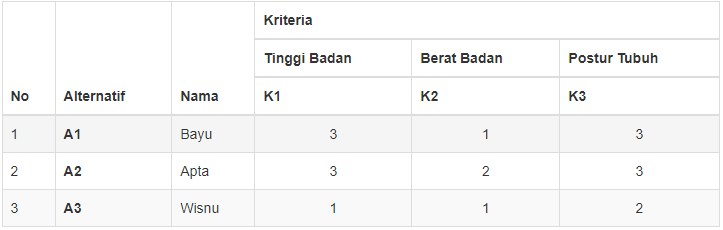 Kriteria
Tinggi Badan Berat Badan Postur Tubuh
No Alternatif Nama K1 K2 K3
1 A1 Bayu 3 1 3
2 A2 Apta 3 2 3
3 A3 Wisnu 1 1 2